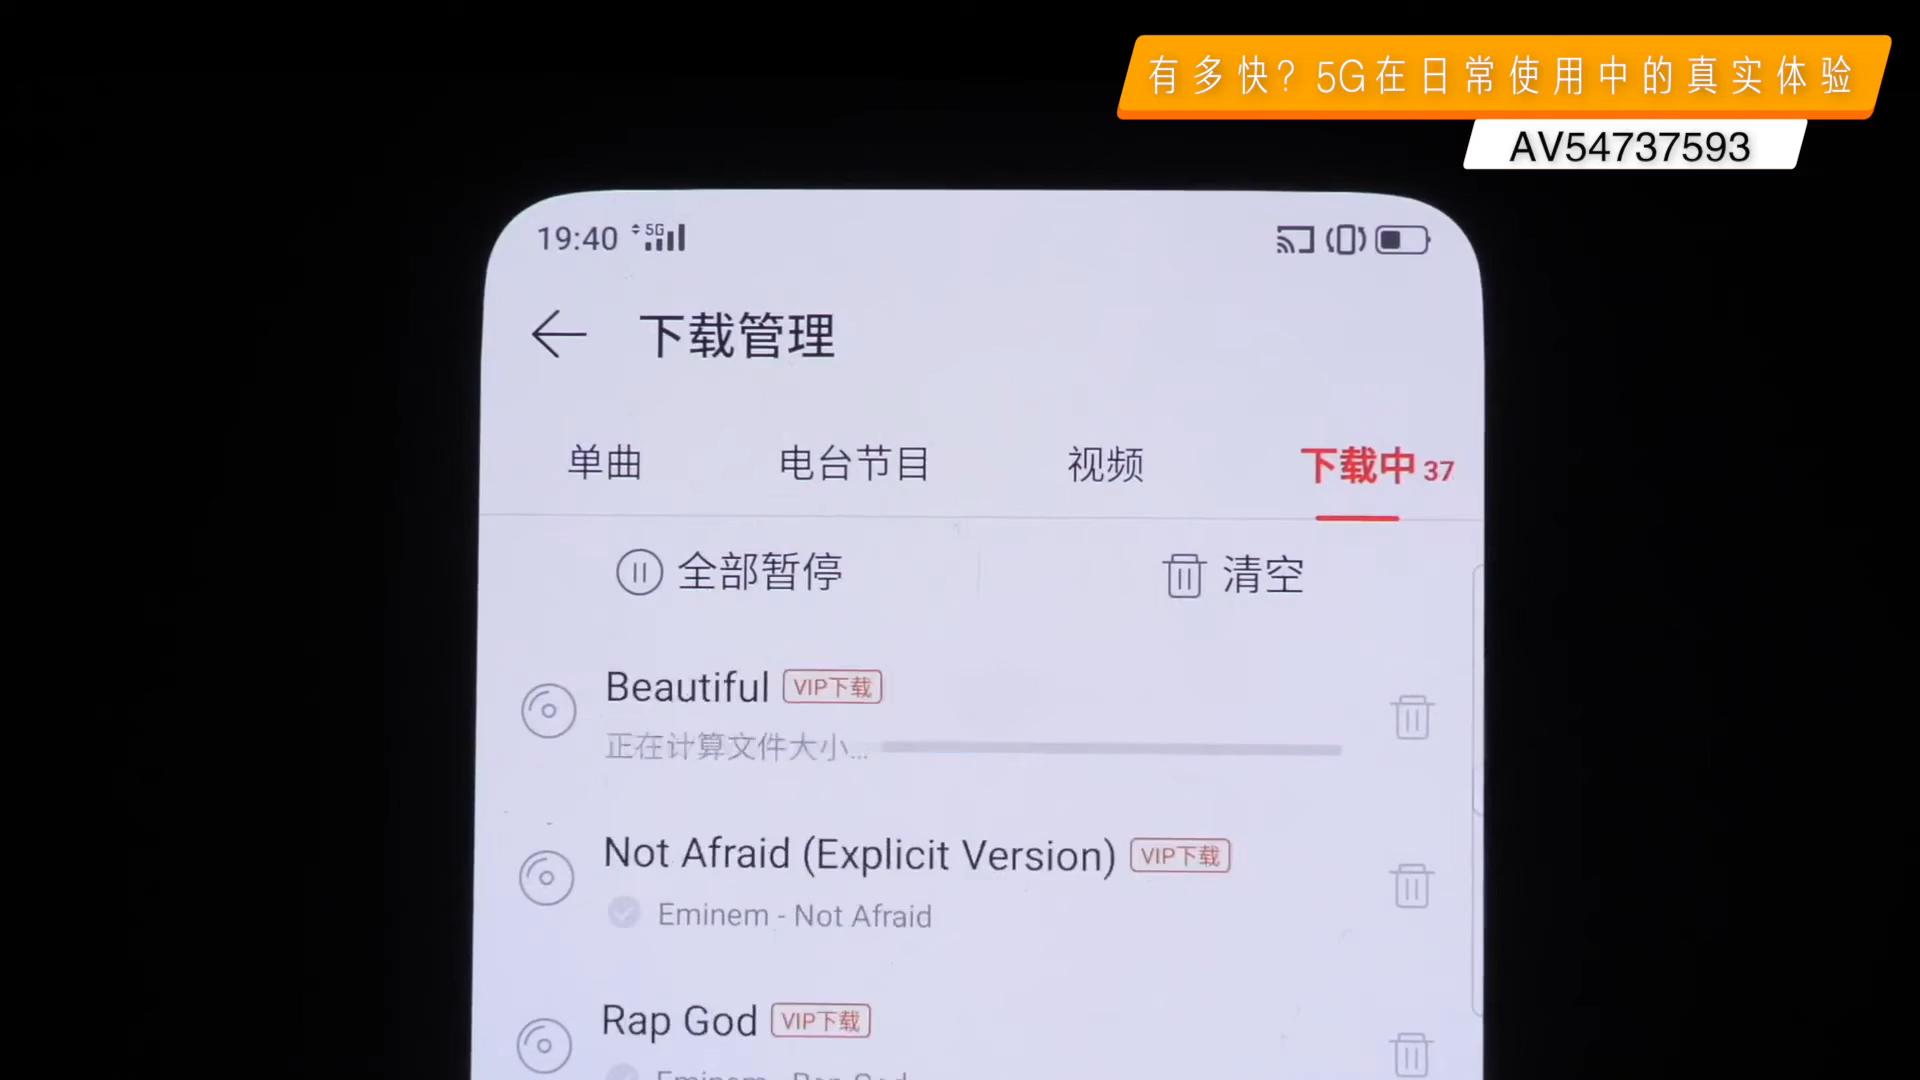 有多快？5G在日常使用中的真实体验
AV54737593
19:40 5G
下载管理
单曲 电台节目 视频 下载中 37
全部暂停 清空
Beautiful VIP下载
正在计算文件大小...
Not Afraid (Explicit Version) VIP下载
Eminem - Not Afraid
Rap God VIP下载
Eminem - Rap God